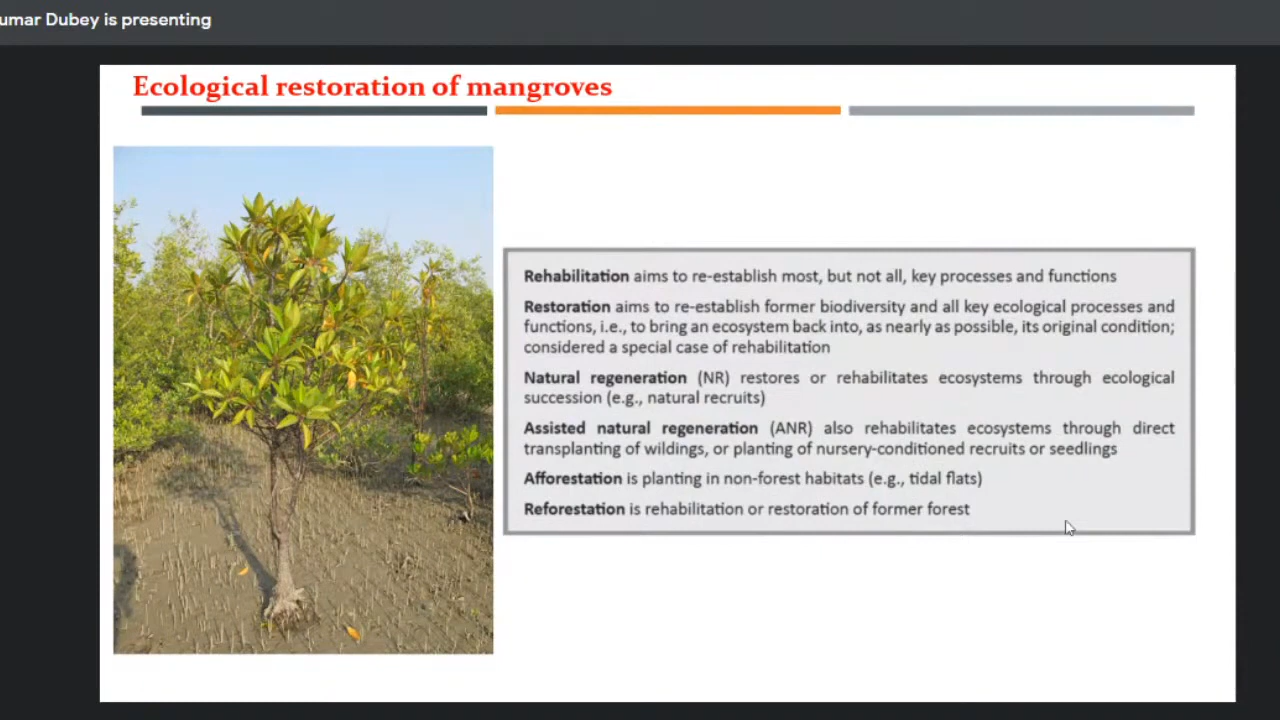 umar Dubey is presenting
Ecological restoration of mangroves
Rehabilitation aims to re-establish most, but not all, key processes and functions
Restoration aims to re-establish former biodiversity and all key ecological processes and
functions, i.e., to bring an ecosystem back into, as nearly as possible, its original condition;
considered a special case of rehabilitation
Natural regeneration (NR) restores or rehabilitates ecosystems through ecological
succession (e.g., natural recruits)
Assisted natural regeneration (ANR) also rehabilitates ecosystems through direct
transplanting of wildings, or planting of nursery-conditioned recruits or seedlings
Afforestation is planting in non-forest habitats (e.g., tidal flats)
Reforestation is rehabilitation or restoration of former forest